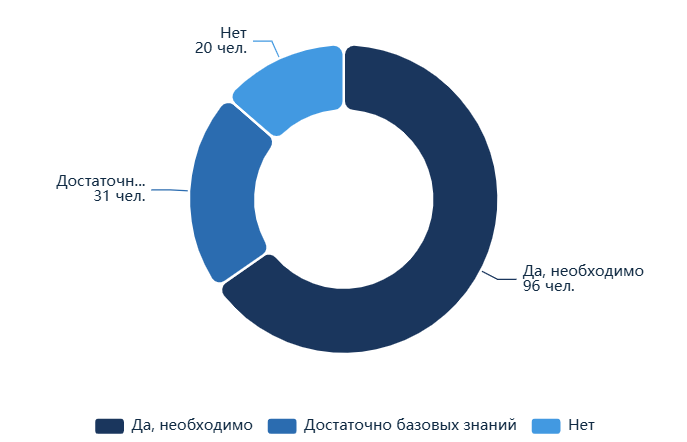 Нет
20 чел.
Достаточн...
31 чел.
Да, необходимо
96 чел.
Да, необходимо
Достаточно базовых знаний
Нет